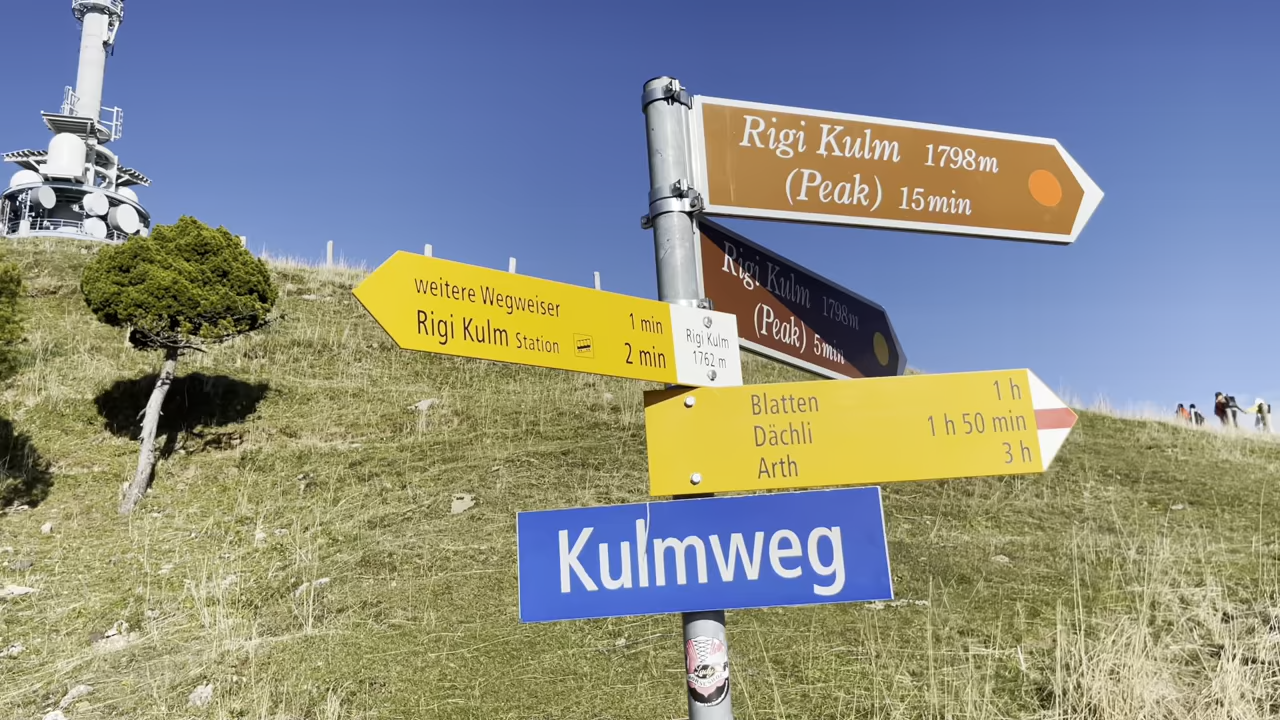 Rigi Kulm 1798m
(Peak) 15min
Rigi Kulm 1798m
(Peak) 5min
weitere Wegweiser 1 min
Rigi Kulm Station 2 min
Rigi Kulm
1762 m
Blatten 1 h
Dächli 1 h 50 min
Arth 3 h
Kulmweg